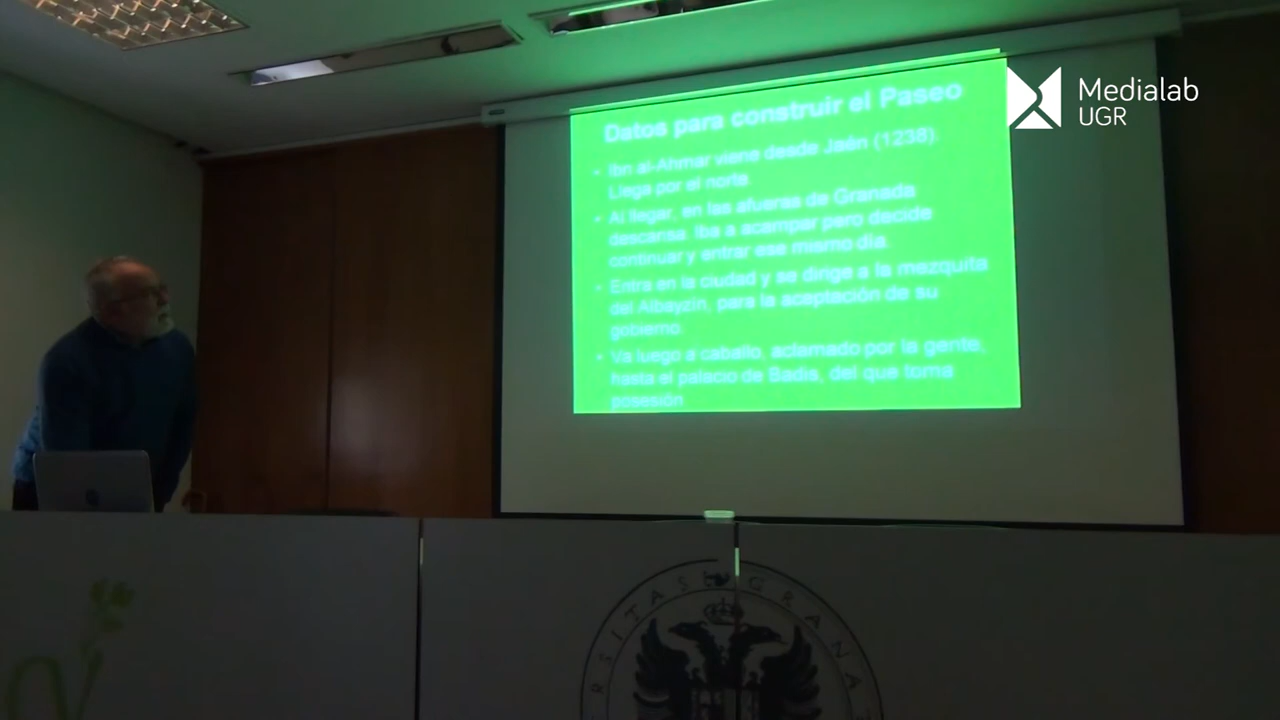 Datos para construir el Paseo
• Ibn al-Ahmar viene desde Jaén (1238).
Llega por el norte
• Al llegar, en las afueras de Granada
descansa. Iba a acampar pero decide
continuar y entrar ese mismo día
• Entra en la ciudad y se dirige a la mezquita
del Albayzín, para la aceptación de su
gobierno.
• Va luego a caballo, aclamado por la gente,
hasta el palacio de Badis, del que toma
posesión
Medialab
UGR
RSITAS GRANA